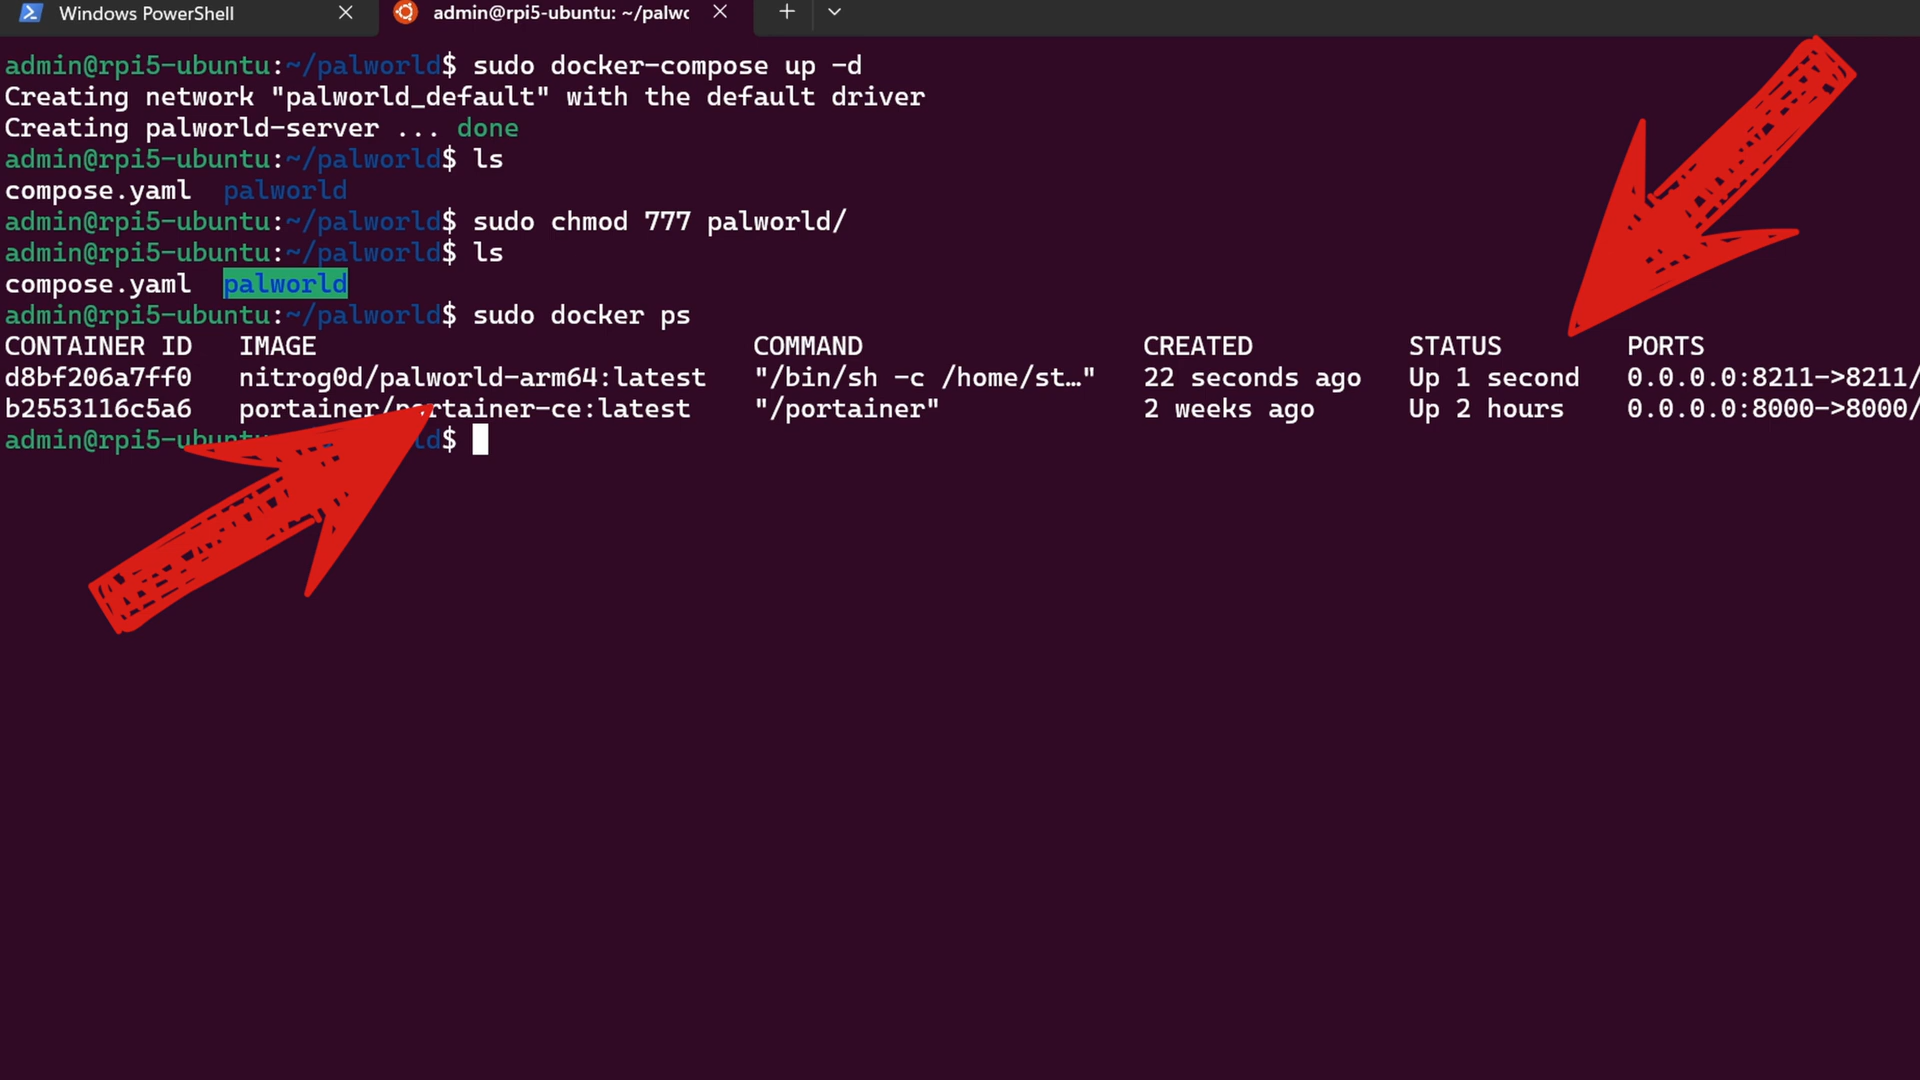 Windows PowerShell
admin@rpi5-ubuntu: ~/palwo
admin@rpi5-ubuntu:~/palworld$ sudo docker-compose up -d
Creating network "palworld_default" with the default driver
Creating palworld-server ... done
admin@rpi5-ubuntu:~/palworld$ ls
compose.yaml  palworld
admin@rpi5-ubuntu:~/palworld$ sudo chmod 777 palworld/
admin@rpi5-ubuntu:~/palworld$ ls
compose.yaml  palworld
admin@rpi5-ubuntu:~/palworld$ sudo docker ps
CONTAINER ID   IMAGE   COMMAND   CREATED   STATUS   PORTS
d8bf206a7ff0   nitrog0d/palworld-arm64:latest   "/bin/sh -c /home/st…"   22 seconds ago   Up 1 second   0.0.0.0:8211->8211/
b2553116c5a6   portainer/portainer-ce:latest   "/portainer"   2 weeks ago   Up 2 hours   0.0.0.0:8000->8000/
admin@rpi5-ubuntu ld$